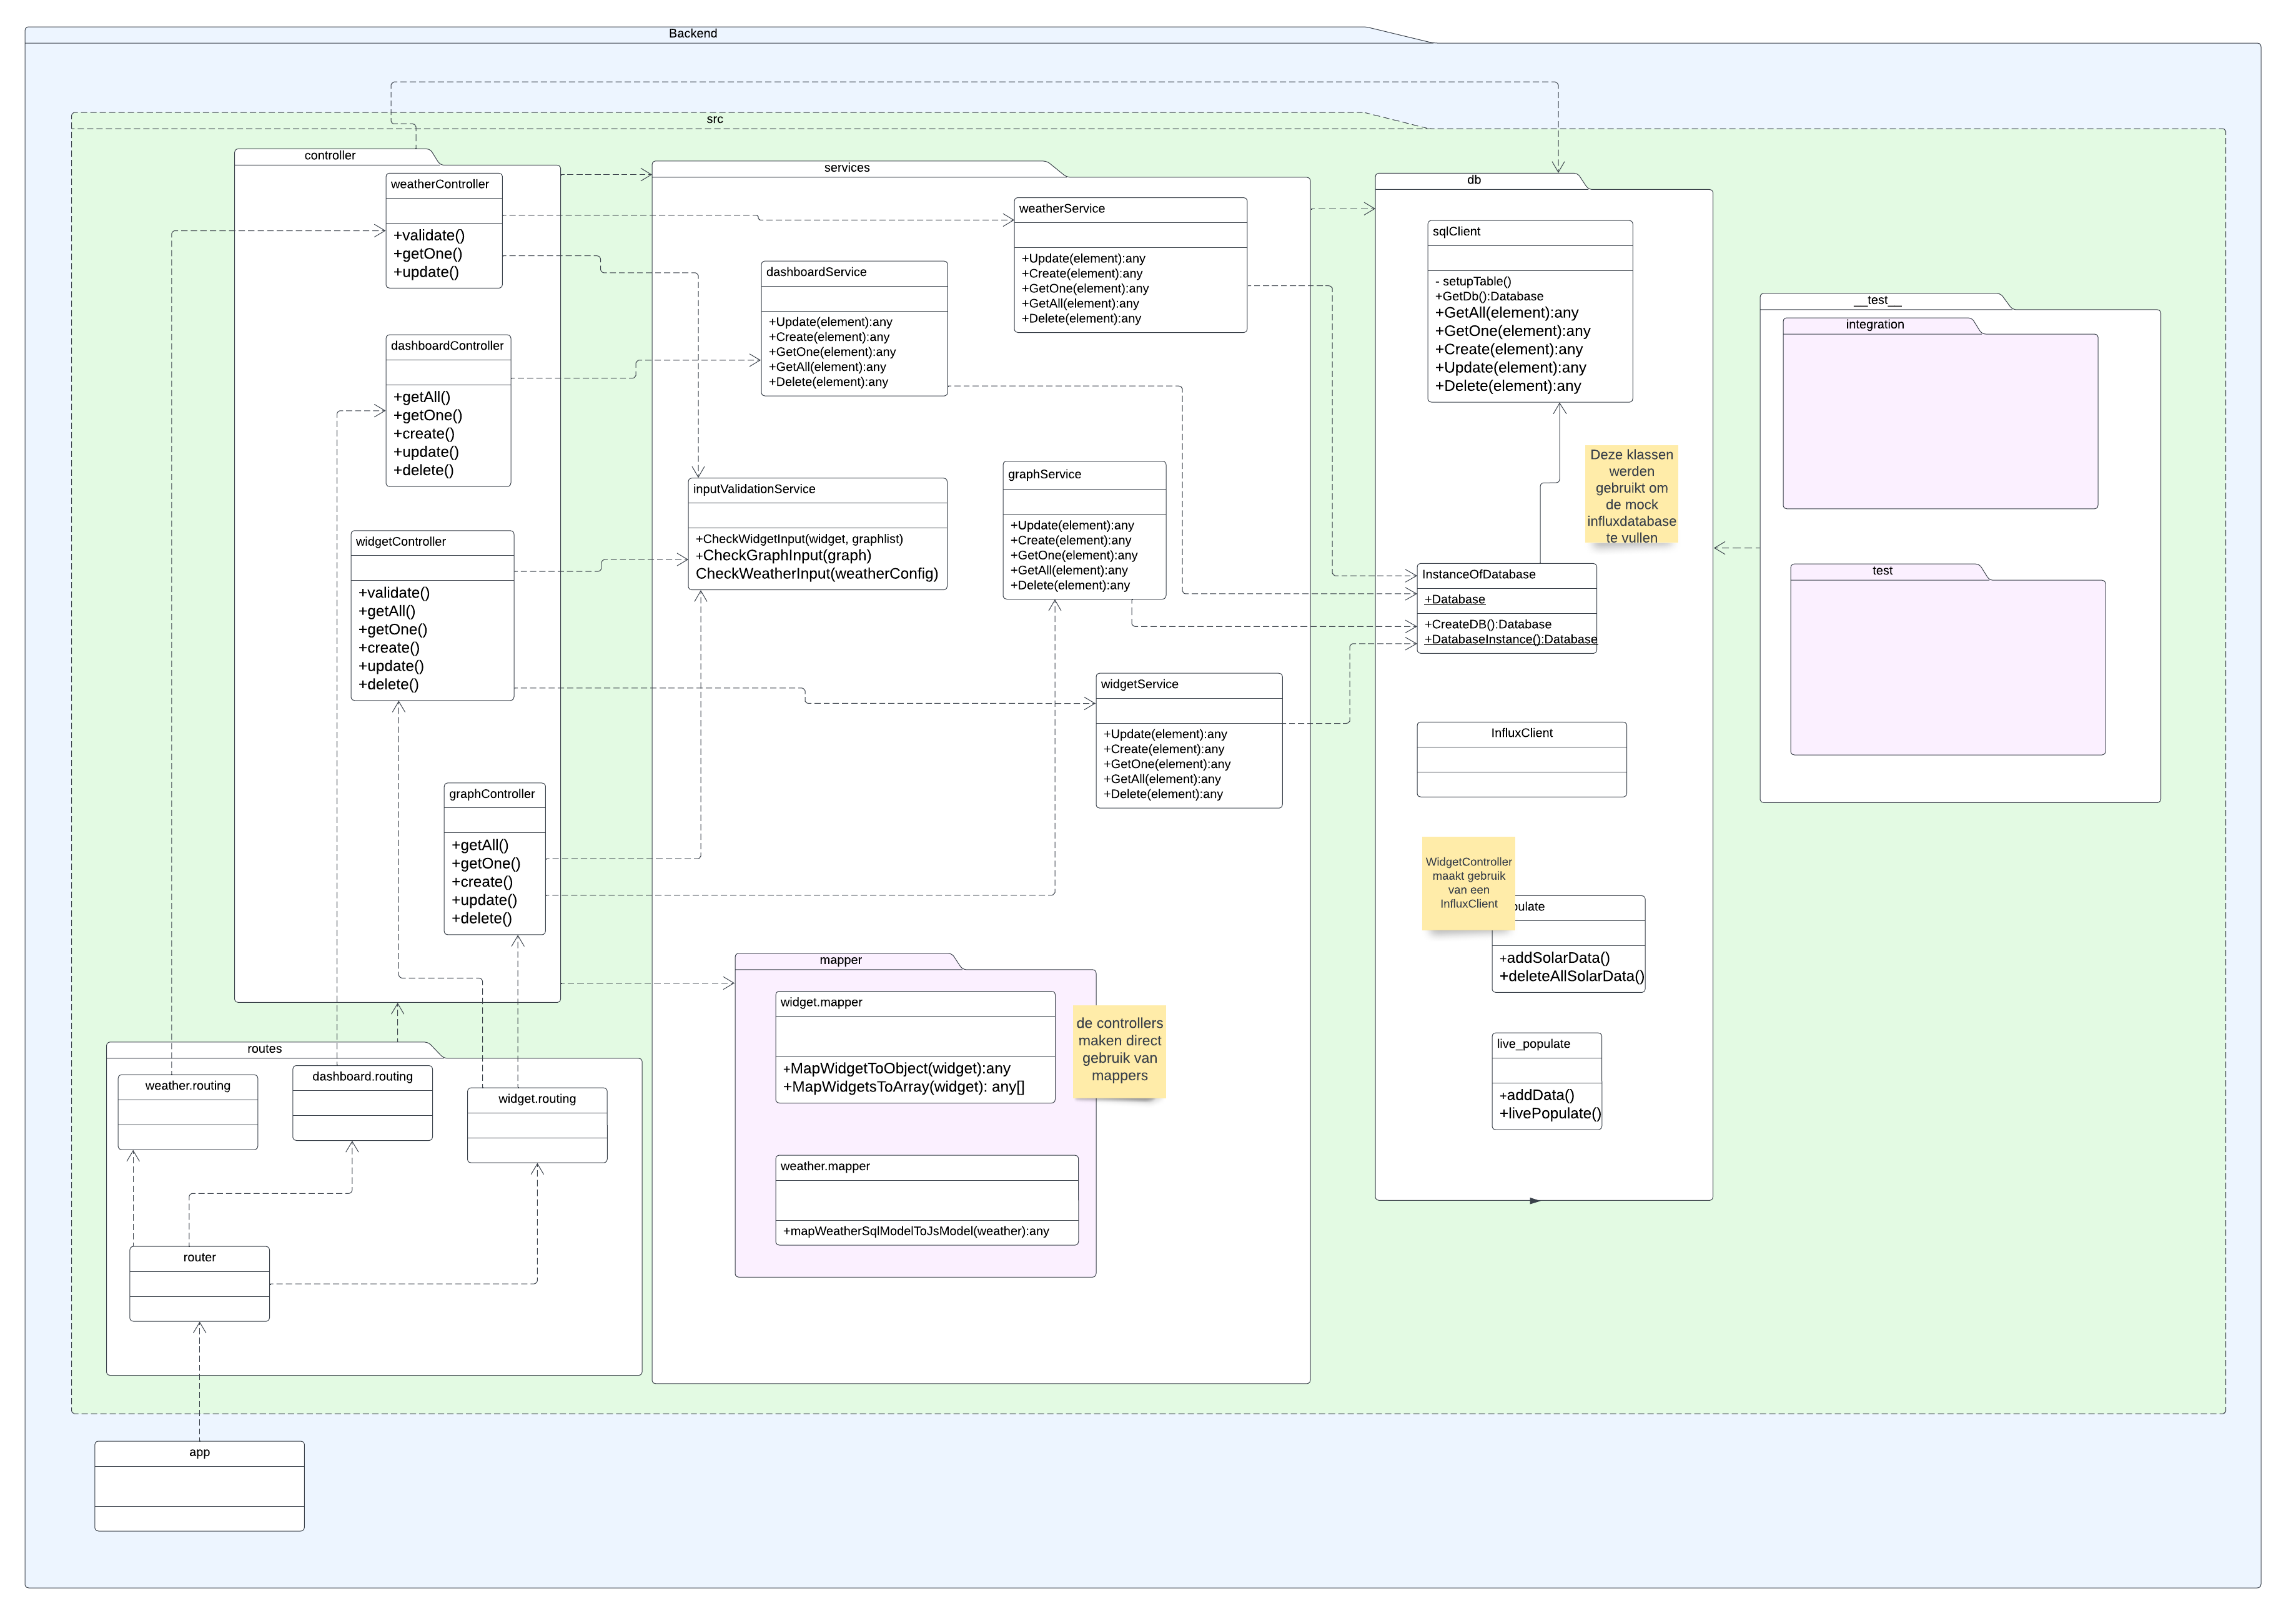 Backend
src
controller
weatherController
+validate()
+getOne()
+update()
dashboardController
+getAll()
+getOne()
+create()
+update()
+delete()
widgetController
+validate()
+getAll()
+getOne()
+create()
+update()
+delete()
graphController
+getAll()
+getOne()
+create()
+update()
+delete()
routes
weather.routing
dashboard.routing
widget.routing
router
app
services
weatherService
+Update(element):any
+Create(element):any
+GetOne(element):any
+GetAll(element):any
+Delete(element):any
dashboardService
+Update(element):any
+Create(element):any
+GetOne(element):any
+GetAll(element):any
+Delete(element):any
inputValidationService
+CheckWidgetInput(widget, graphlist)
+CheckGraphInput(graph)
CheckWeatherInput(weatherConfig)
graphService
+Update(element):any
+Create(element):any
+GetOne(element):any
+GetAll(element):any
+Delete(element):any
widgetService
+Update(element):any
+Create(element):any
+GetOne(element):any
+GetAll(element):any
+Delete(element):any
mapper
widget.mapper
+MapWidgetToObject(widget):any
+MapWidgetsToArray(widget): any[]
de controllers
maken direct
gebruik van
mappers
weather.mapper
+mapWeatherSqlModelToJsModel(weather):any
db
sqlClient
- setupTable()
+GetDb():Database
+GetAll(element):any
+GetOne(element):any
+Create(element):any
+Update(element):any
+Delete(element):any
Deze klassen
werden
gebruikt om
de mock
influxdatabase
te vullen
InstanceOfDatabase
+Database
+CreateDB():Database
+DatabaseInstance():Database
InfluxClient
WidgetController
maakt gebruik
van een
InfluxClient
+addSolarData()
+deleteAllSolarData()
live_populate
+addData()
+livePopulate()
__test__
integration
test